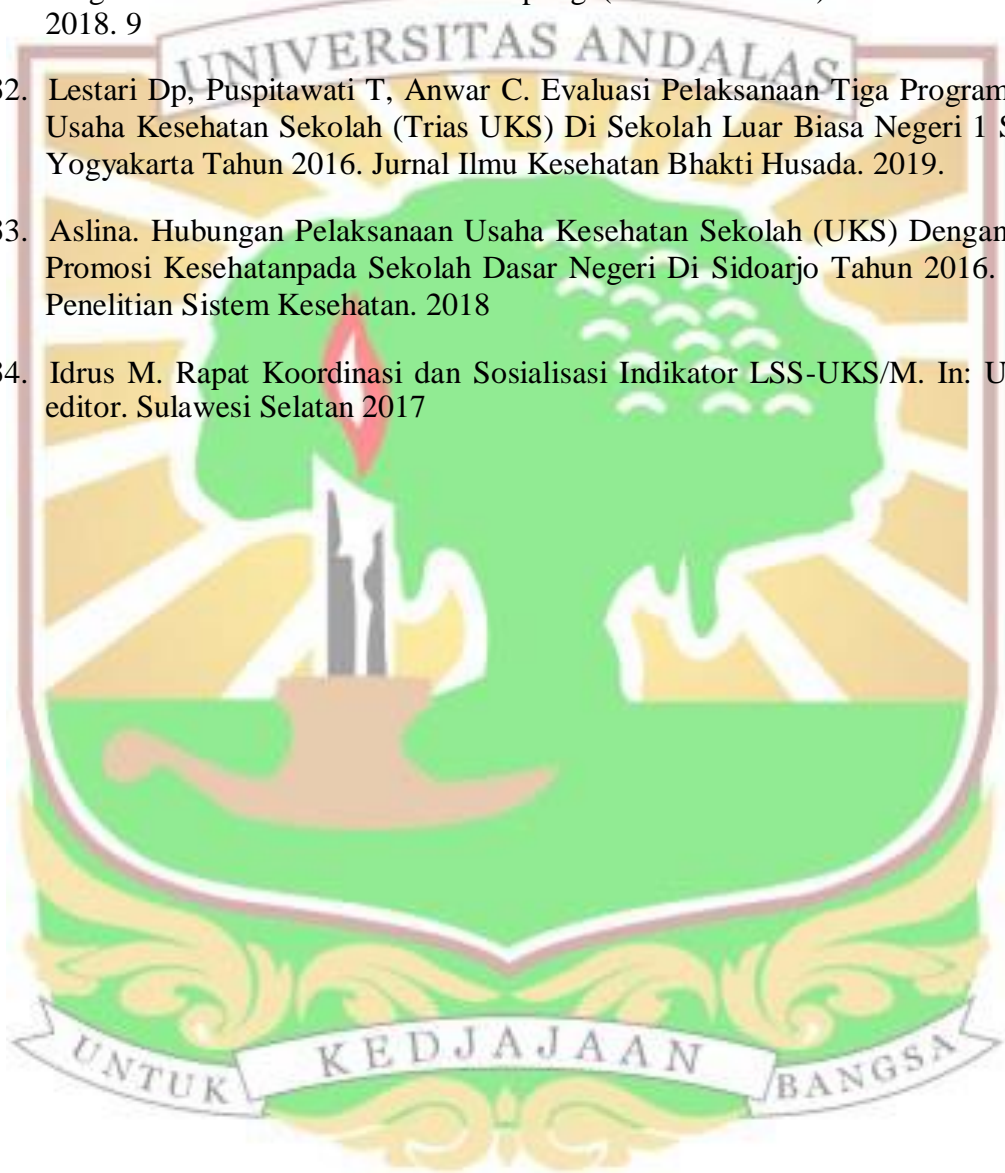 2018. 9
UNIVERSITAS ANDALAS
32. Lestari Dp, Puspitawati T, Anwar C. Evaluasi Pelaksanaan Tiga Program
Usaha Kesehatan Sekolah (Trias UKS) Di Sekolah Luar Biasa Negeri 1
Yogyakarta Tahun 2016. Jurnal Ilmu Kesehatan Bhakti Husada. 2019.
33. Aslina. Hubungan Pelaksanaan Usaha Kesehatan Sekolah (UKS) Dengan
Promosi Kesehatanpada Sekolah Dasar Negeri Di Sidoarjo Tahun 2016.
Penelitian Sistem Kesehatan. 2018
34. Idrus M. Rapat Koordinasi dan Sosialisasi Indikator LSS-UKS/M. In:
editor. Sulawesi Selatan 2017
UNTUK KEDJAJAAN BANGSA